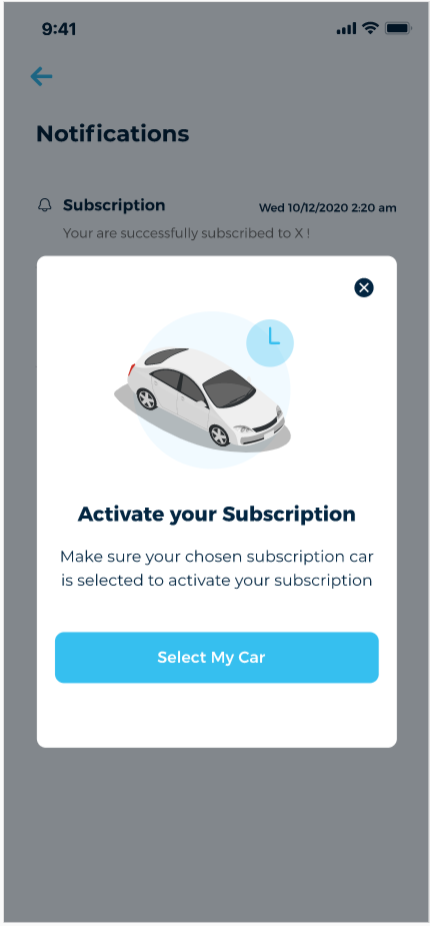 9:41
Notifications
Subscription
Wed 10/12/2020 2:20 am
Your are successfully subscribed to X !
Activate your Subscription
Make sure your chosen subscription car
is selected to activate your subscription
Select My Car